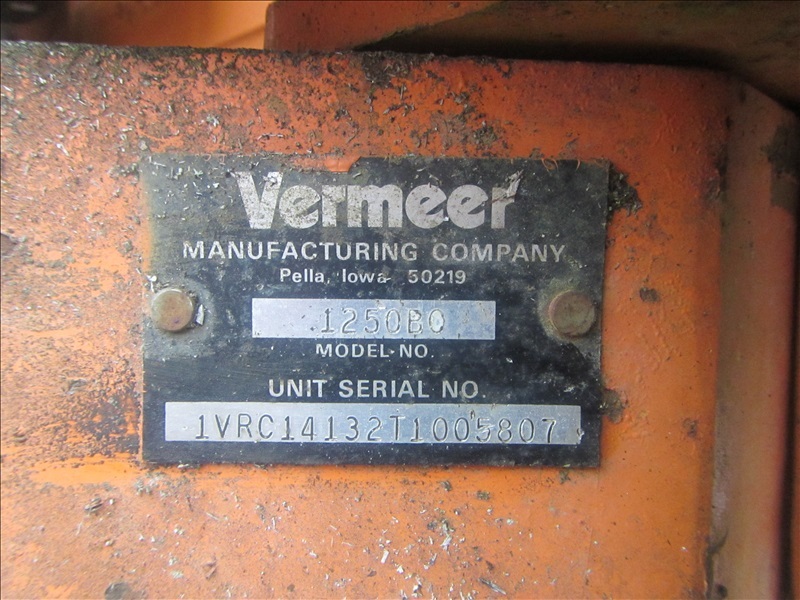 Vermeer
MANUFACTURING COMPANY
Pella, Iowa 50219
1250BC
MODEL NO.
UNIT SERIAL NO.
1VRC14132T1005807